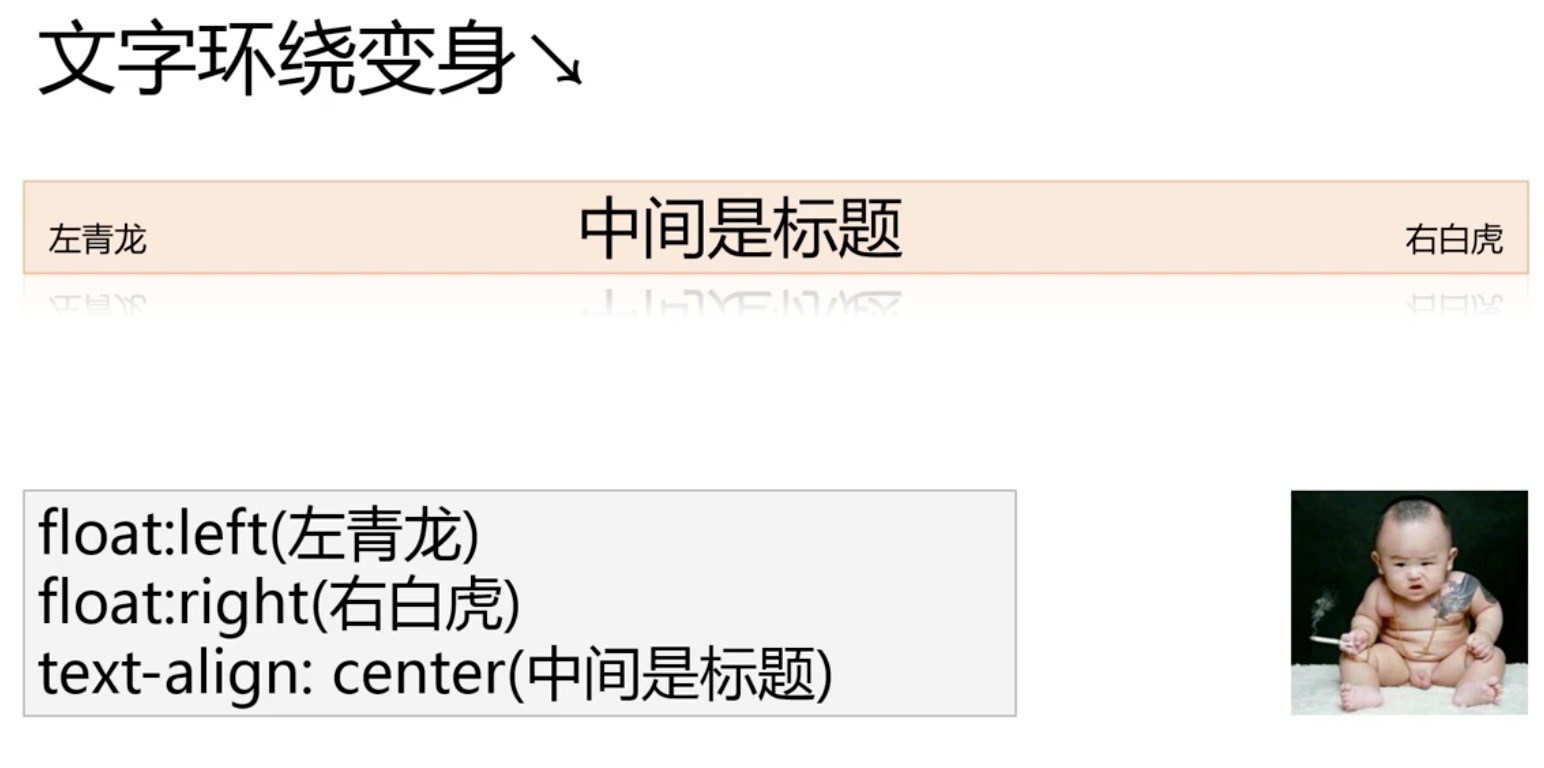 文字环绕变身↘
左青龙 中间是标题 右白虎
float:left(左青龙)
float:right(右白虎)
text-align: center(中间是标题)